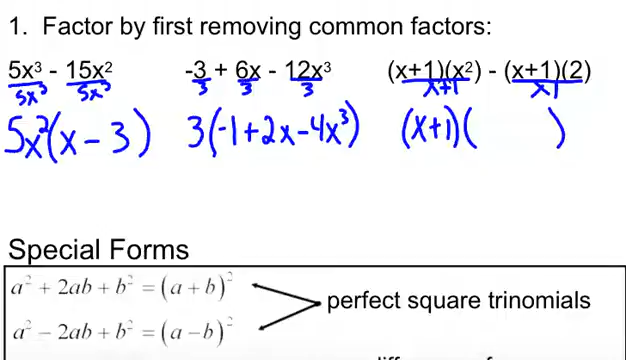 1. Factor by first removing common factors:
5x³ - 15x² -3 + 6x - 12x³ (x+1)(x²) - (x+1)(2)
5x³ 5x³ 3 3 3 x+1 x+1
5x²(x - 3) 3(-1+2x-4x³) (x+1)( )
Special Forms
a² + 2ab + b² = (a + b)²
perfect square trinomials
a² - 2ab + b² = (a - b)²